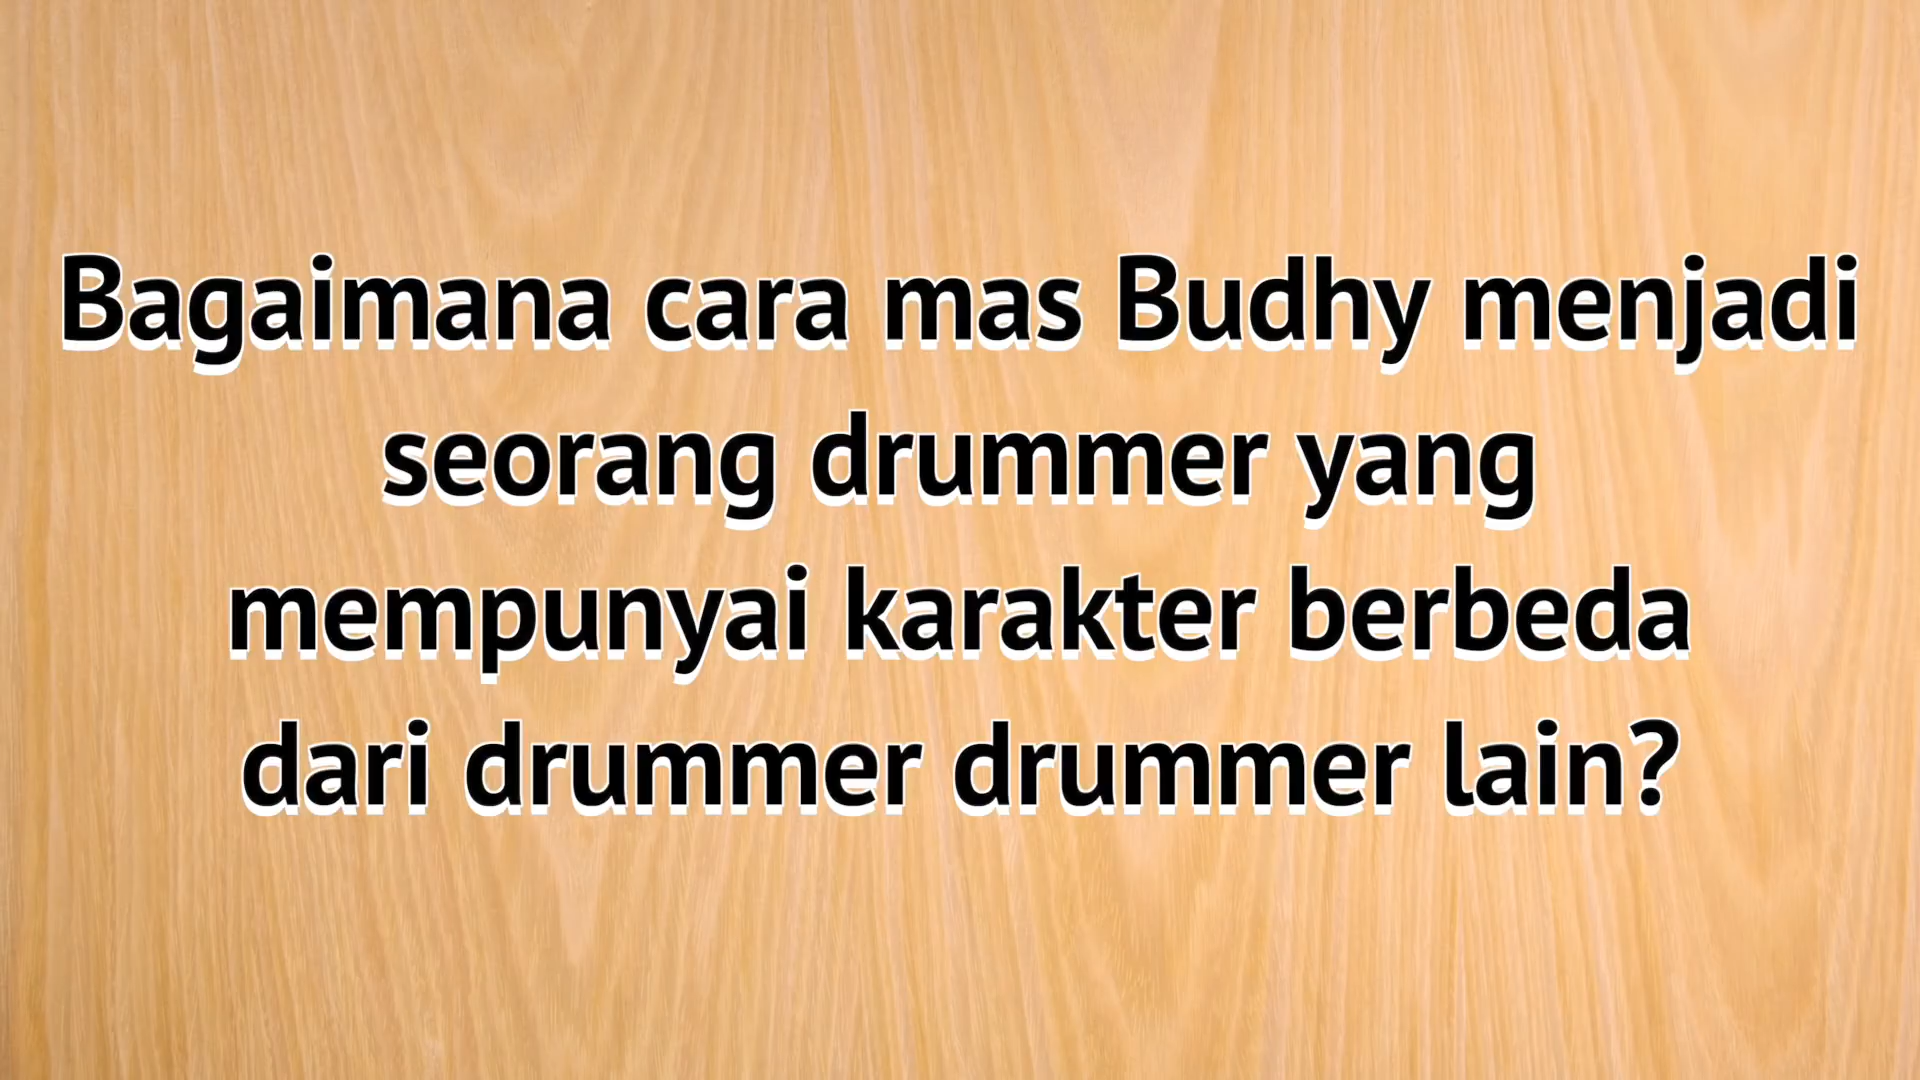 Bagaimana cara mas Budhy menjadi
seorang drummer yang
mempunyai karakter berbeda
dari drummer drummer lain?